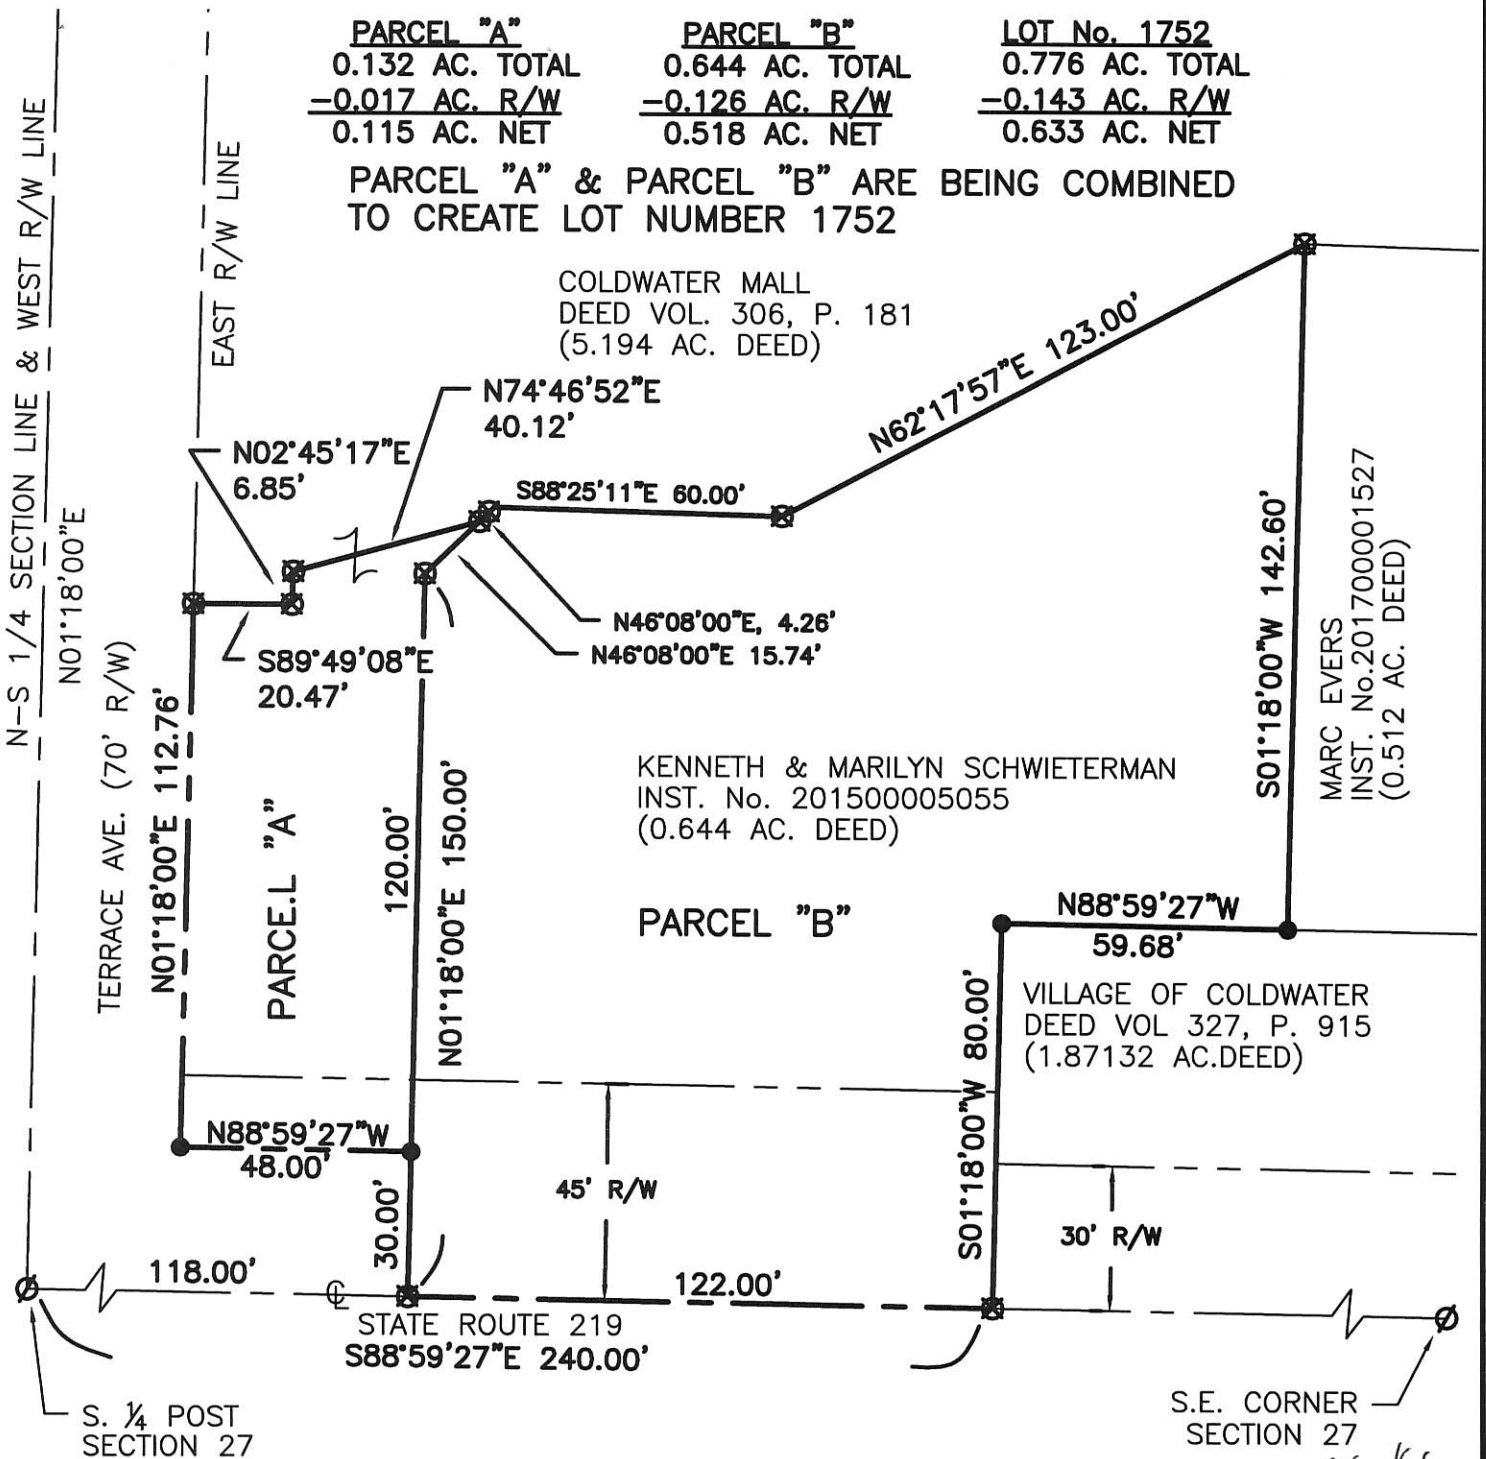 PARCEL "A"
0.132 AC. TOTAL
-0.017 AC. R/W
0.115 AC. NET
PARCEL "B"
0.644 AC. TOTAL
-0.126 AC. R/W
0.518 AC. NET
LOT No. 1752
0.776 AC. TOTAL
-0.143 AC. R/W
0.633 AC. NET
PARCEL "A" & PARCEL "B" ARE BEING COMBINED
TO CREATE LOT NUMBER 1752
N-S 1/4 SECTION LINE & WEST R/W LINE
N01°18'00"E
EAST R/W LINE
COLDWATER MALL
DEED VOL. 306, P. 181
(5.194 AC. DEED)
N74°46'52"E
40.12'
N02°45'17"E
6.85'
S88°25'11"E 60.00'
N62°17'57"E 123.00'
N46°08'00"E, 4.26'
N46°08'00"E 15.74'
S89°49'08"E
20.47'
TERRACE AVE. (70' R/W)
N01°18'00"E 112.76'
PARCE.L "A"
120.00'
N01°18'00"E 150.00'
KENNETH & MARILYN SCHWIETERMAN
INST. No. 201500005055
(0.644 AC. DEED)
PARCEL "B"
S01°18'00"W 142.60'
MARC EVERS
INST. No.201700001527
(0.512 AC. DEED)
N88°59'27"W
59.68'
VILLAGE OF COLDWATER
DEED VOL 327, P. 915
(1.87132 AC.DEED)
S01°18'00"W 80.00'
N88°59'27"W
48.00'
30.00'
45' R/W
30' R/W
118.00'
℄
122.00'
STATE ROUTE 219
S88°59'27"E 240.00'
S. 1/4 POST
SECTION 27
S.E. CORNER
SECTION 27